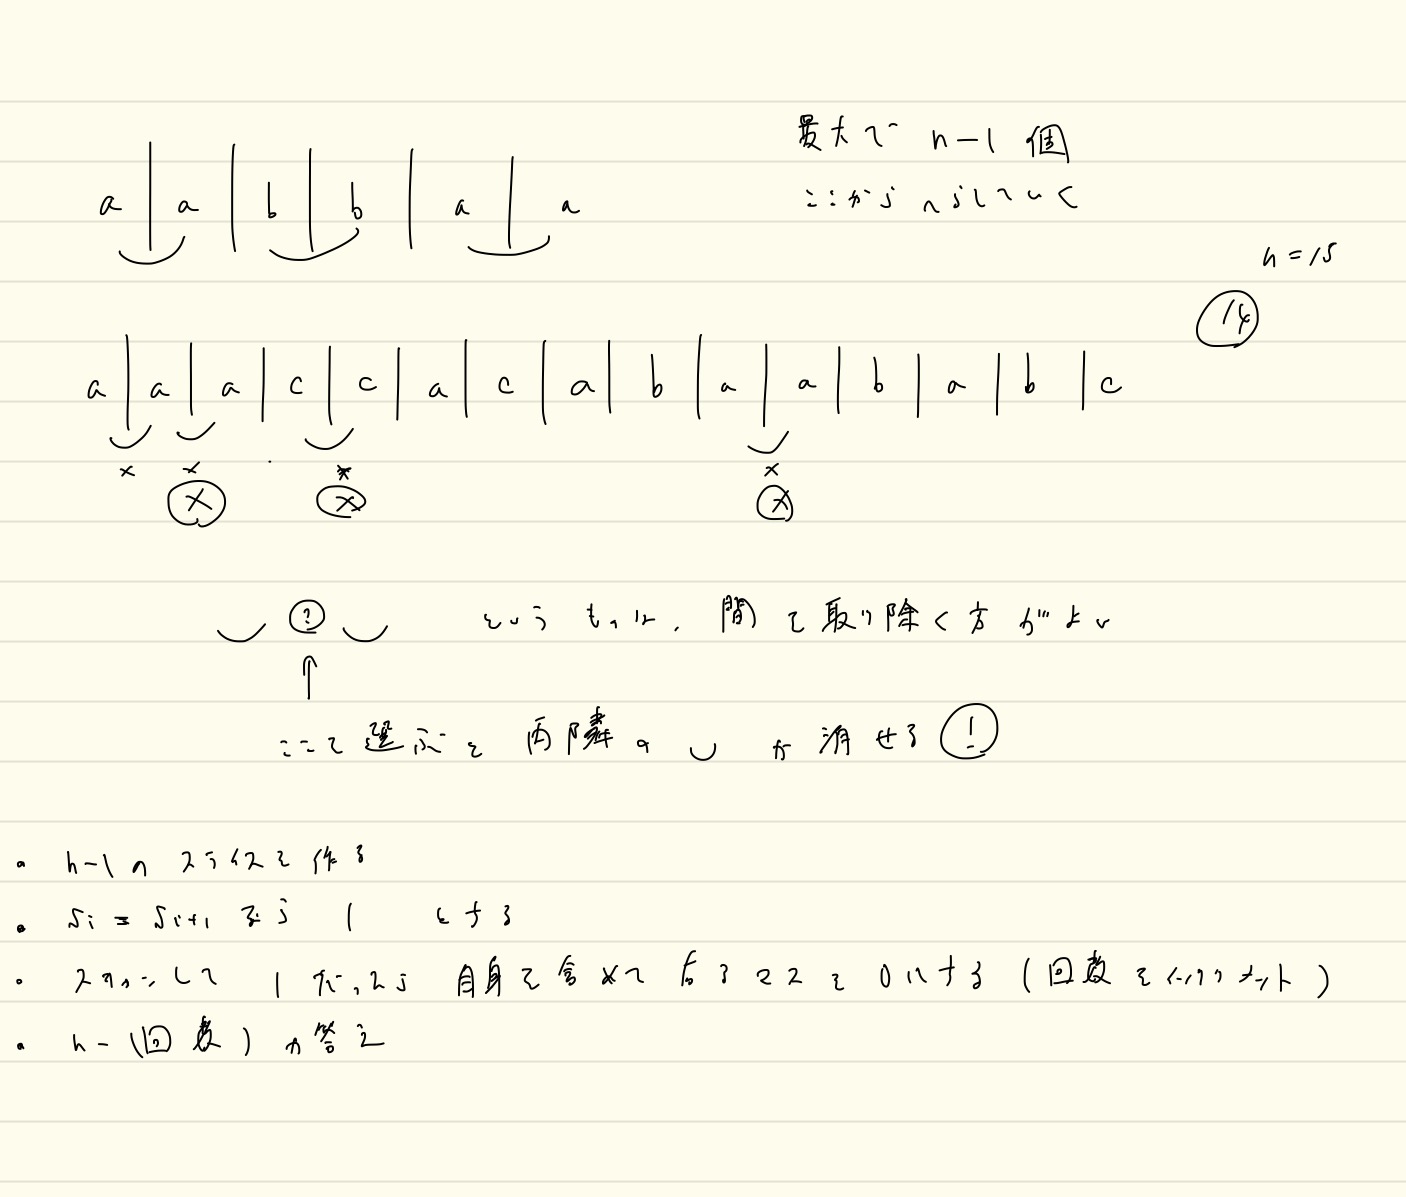 最大で n-1 個
ここからへらしていく
a a b b a a
n=15
14
a a a c c a c a b a a b a b c
x x x x
x x x
? というものは、間を取り除く方がよい
ここを選ぶと両隣の が消せる !
・ n-1のスライスを作る
・ Si = Si+1 なら 1 とする
・ スキャンして 1だったら 自身を含めて 右3マスを0にする (回数をインクリメント)
・ n-(回数) が答え